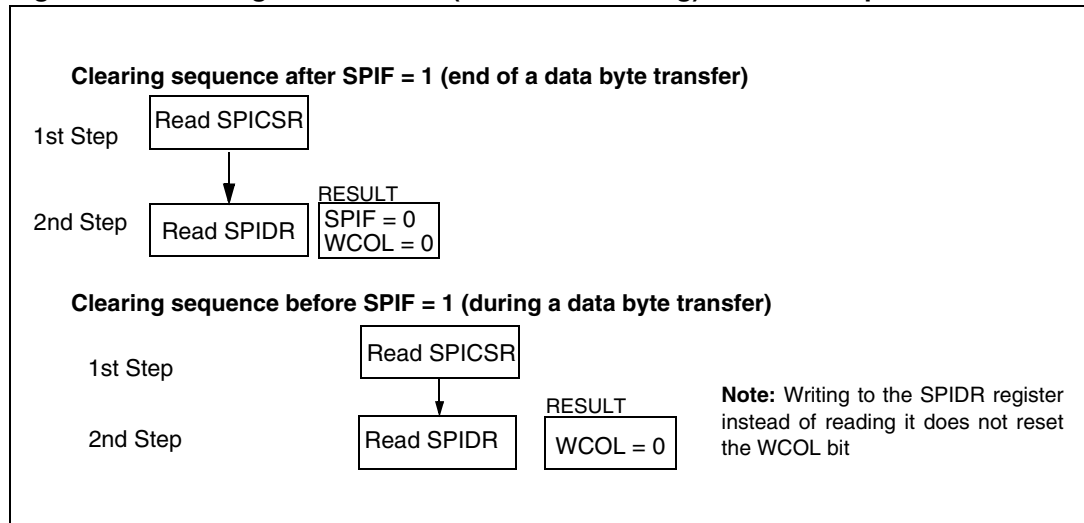 Clearing sequence after SPIF = 1 (end of a data byte transfer)
1st Step
Read SPICSR
2nd Step
Read SPIDR
RESULT
SPIF = 0
WCOL = 0
Clearing sequence before SPIF = 1 (during a data byte transfer)
1st Step
Read SPICSR
2nd Step
Read SPIDR
RESULT
WCOL = 0
Note: Writing to the SPIDR register
instead of reading it does not reset
the WCOL bit